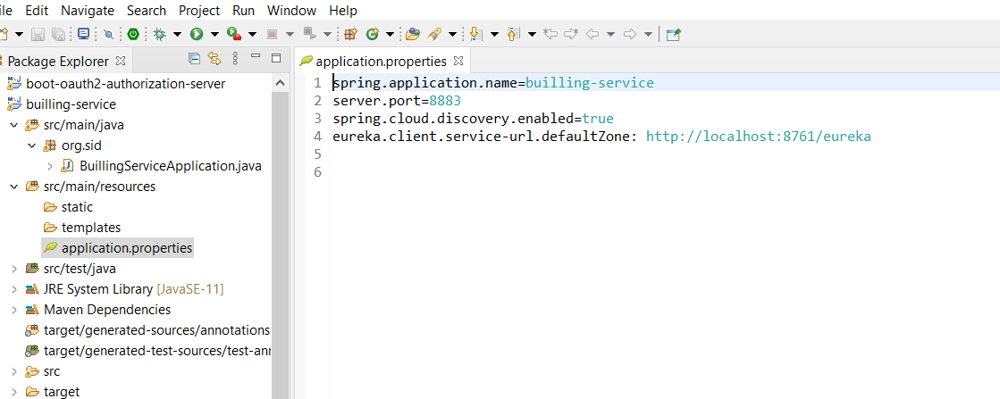 ile Edit Navigate Search Project Run Window Help
Package Explorer
boot-oauth2-authorization-server
builling-service
src/main/java
org.sid
BuillingServiceApplication.java
src/main/resources
static
templates
application.properties
src/test/java
JRE System Library [JavaSE-11]
Maven Dependencies
target/generated-sources/annotations
target/generated-test-sources/test-ann
src
target
application.properties
1 spring.application.name=builling-service
2 server.port=8883
3 spring.cloud.discovery.enabled=true
4 eureka.client.service-url.defaultZone: http://localhost:8761/eureka
5
6